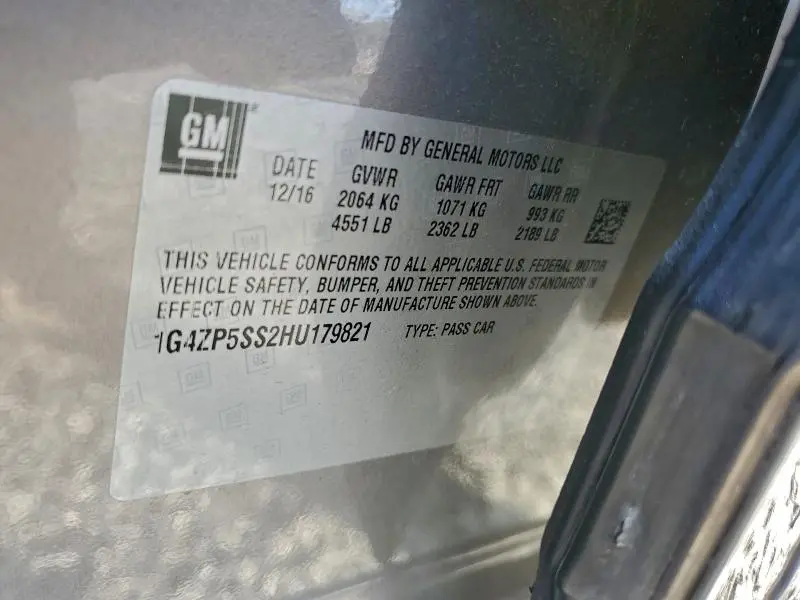 GM
MFD BY GENERAL MOTORS LLC
DATE GVWR GAWR FRT GAWR RR
12/16 2064 KG 1071 KG 993 KG
4551 LB 2362 LB 2189 LB
THIS VEHICLE CONFORMS TO ALL APPLICABLE U.S. FEDERAL MOTOR
VEHICLE SAFETY, BUMPER, AND THEFT PREVENTION STANDARDS IN
EFFECT ON THE DATE OF MANUFACTURE SHOWN ABOVE.
1G4ZP5SS2HU179821 TYPE: PASS CAR